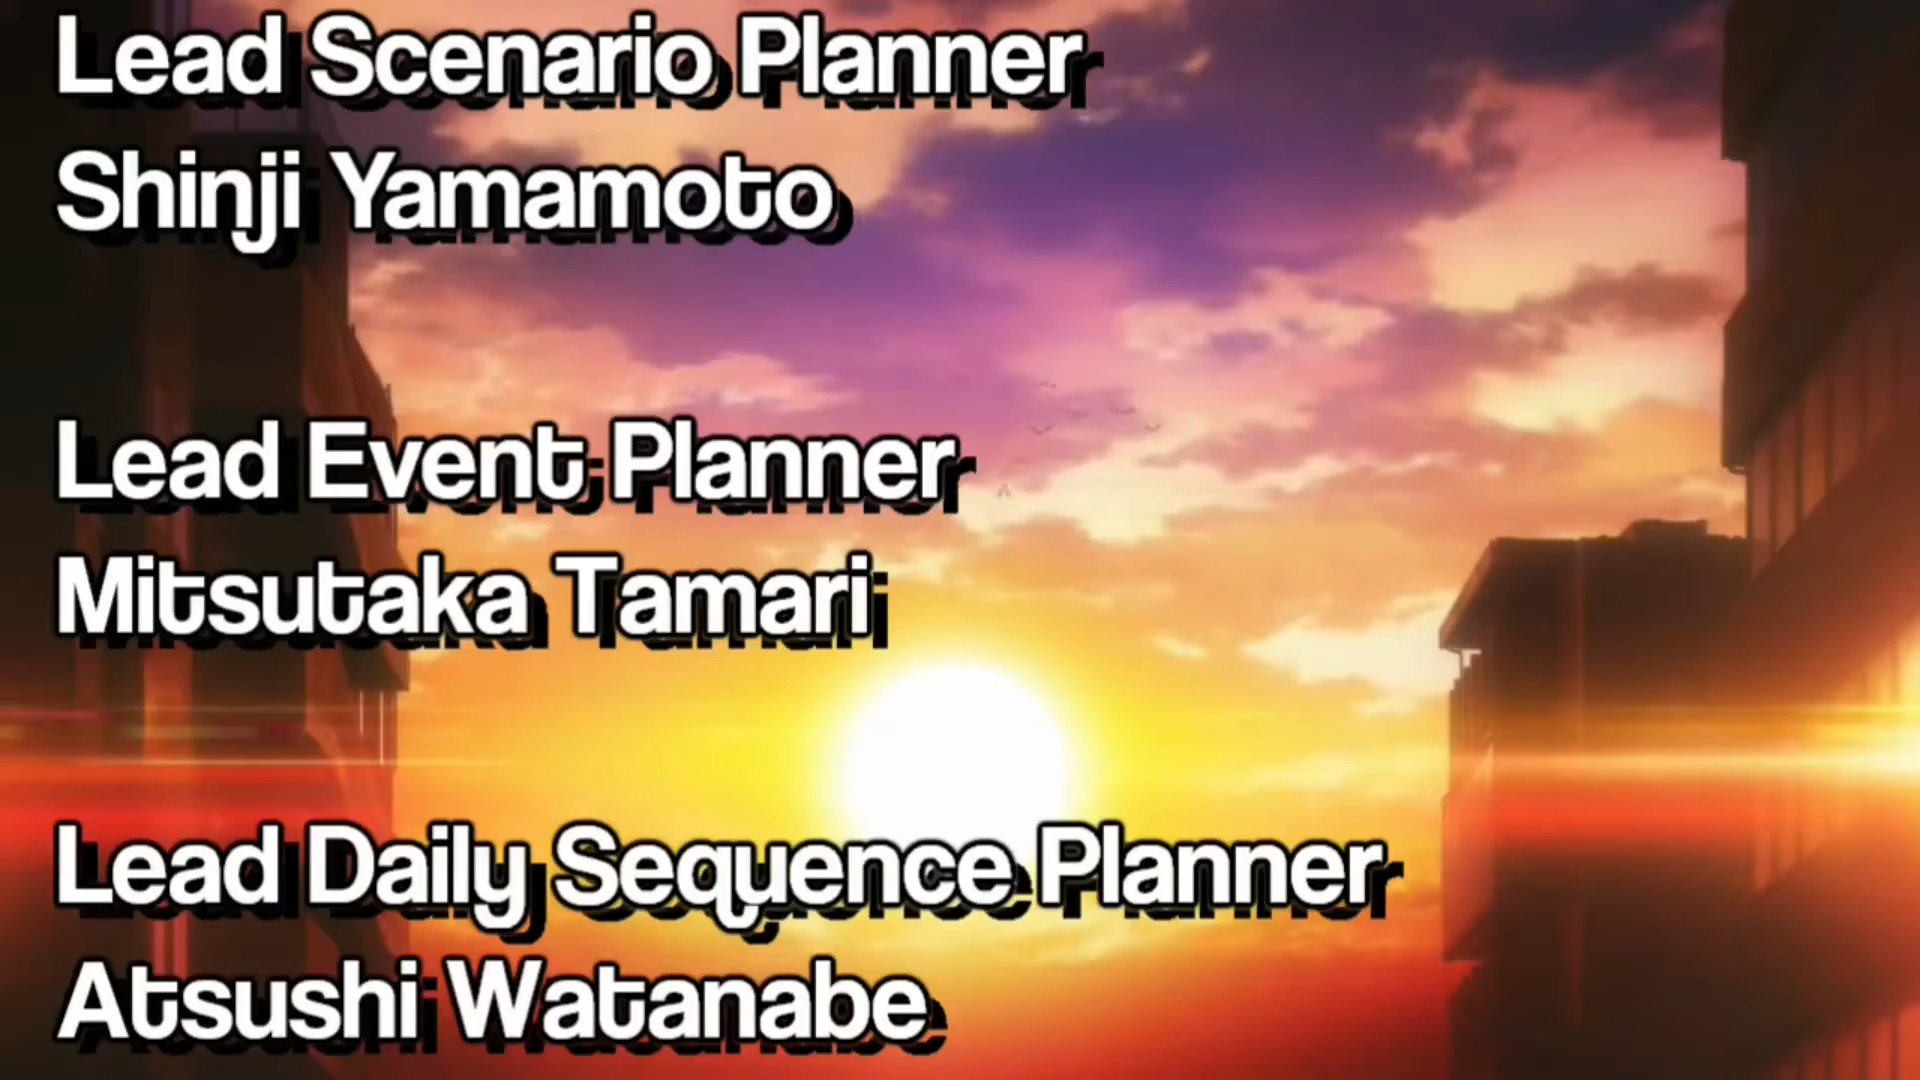 Lead Scenario Planner
Shinji Yamamoto
Lead Event Planner
Mitsutaka Tamari
Lead Daily Sequence Planner
Atsushi Watanabe